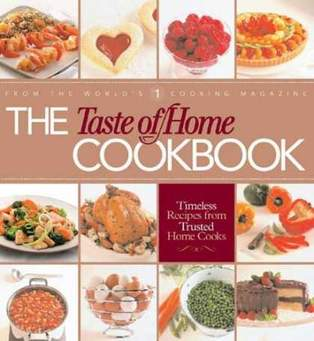 FROM THE WORLD'S 1 COOKING MAGAZINE
THE Taste of Home
COOKBOOK
Timeless
Recipes from
Trusted
Home Cooks